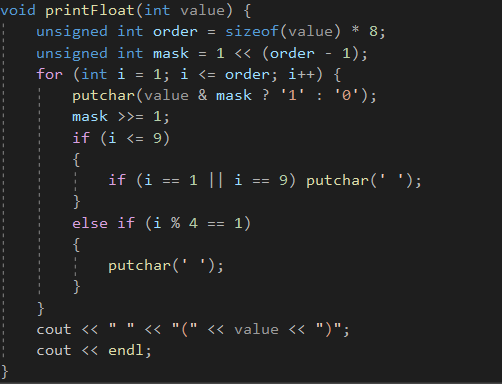 void printFloat(int value) {
    unsigned int order = sizeof(value) * 8;
    unsigned int mask = 1 << (order - 1);
    for (int i = 1; i <= order; i++) {
        putchar(value & mask ? '1' : '0');
        mask >>= 1;
        if (i <= 9)
        {
            if (i == 1 || i == 9) putchar(' ');
        }
        else if (i % 4 == 1)
        {
            putchar(' ');
        }
    }
    cout << " " << "(" << value << ")";
    cout << endl;
}